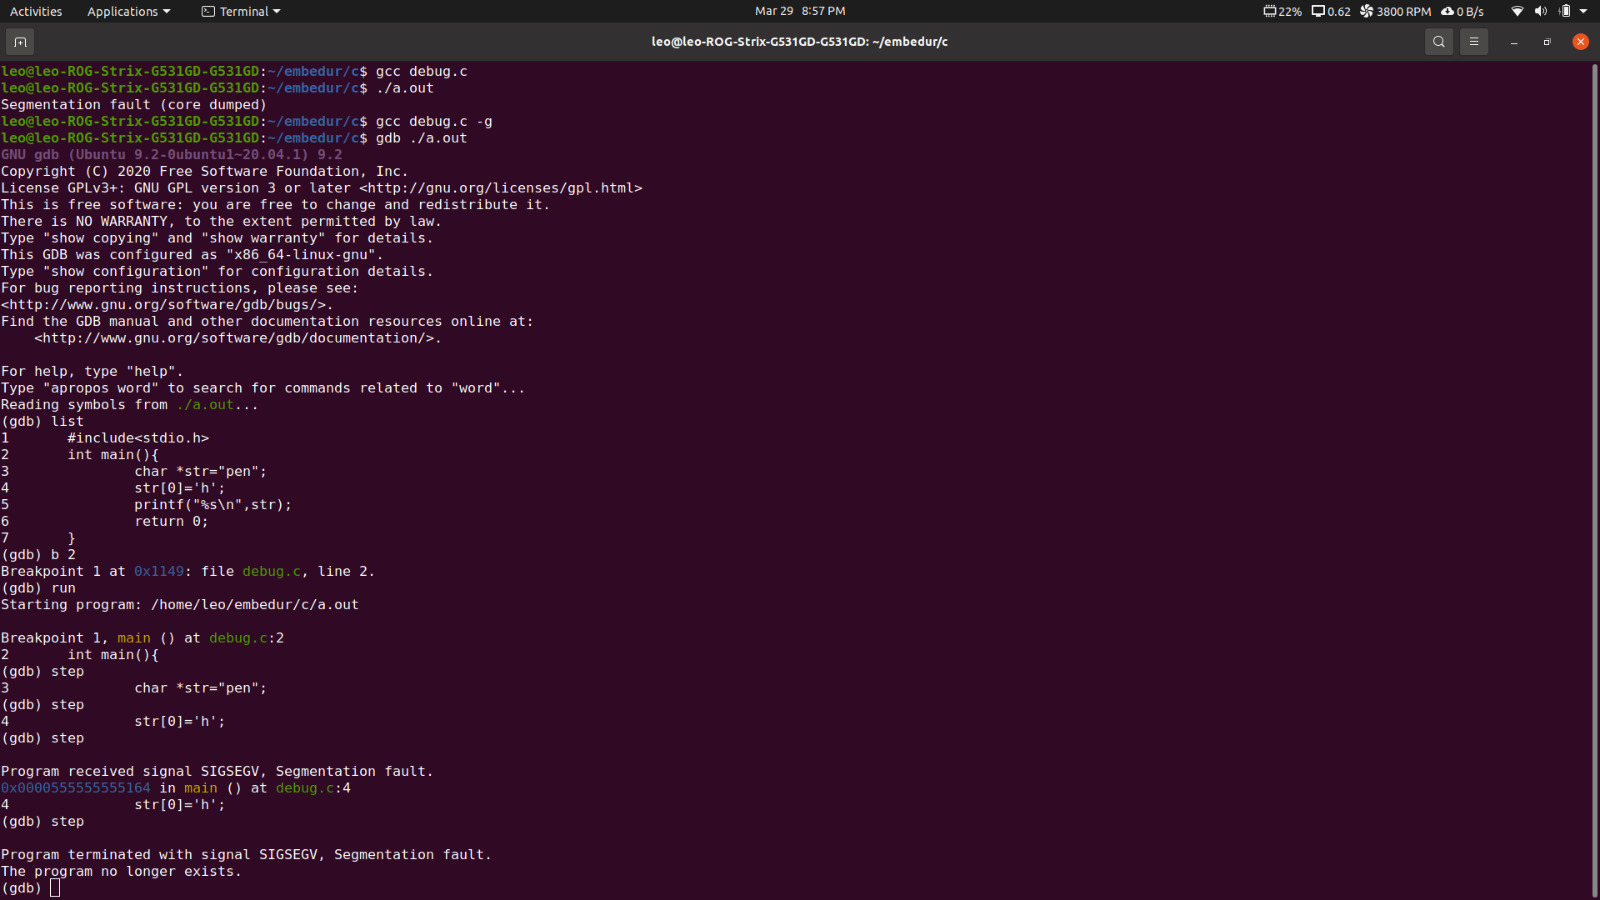 Activities Applications Terminal Mar 29 8:57 PM 22% 0.62 3800 RPM 0 B/s
leo@leo-ROG-Strix-G531GD-G531GD: ~/embedur/c
leo@leo-ROG-Strix-G531GD-G531GD:~/embedur/c$ gcc debug.c
leo@leo-ROG-Strix-G531GD-G531GD:~/embedur/c$ ./a.out
Segmentation fault (core dumped)
leo@leo-ROG-Strix-G531GD-G531GD:~/embedur/c$ gcc debug.c -g
leo@leo-ROG-Strix-G531GD-G531GD:~/embedur/c$ gdb ./a.out
GNU gdb (Ubuntu 9.2-0ubuntu1~20.04.1) 9.2
Copyright (C) 2020 Free Software Foundation, Inc.
License GPLv3+: GNU GPL version 3 or later <http://gnu.org/licenses/gpl.html>
This is free software: you are free to change and redistribute it.
There is NO WARRANTY, to the extent permitted by law.
Type "show copying" and "show warranty" for details.
This GDB was configured as "x86_64-linux-gnu".
Type "show configuration" for configuration details.
For bug reporting instructions, please see:
<http://www.gnu.org/software/gdb/bugs/>.
Find the GDB manual and other documentation resources online at:
    <http://www.gnu.org/software/gdb/documentation/>.
For help, type "help".
Type "apropos word" to search for commands related to "word"...
Reading symbols from ./a.out...
(gdb) list
1       #include<stdio.h>
2       int main(){
3               char *str="pen";
4               str[0]='h';
5               printf("%s\n",str);
6               return 0;
7       }
(gdb) b 2
Breakpoint 1 at 0x1149: file debug.c, line 2.
(gdb) run
Starting program: /home/leo/embedur/c/a.out
Breakpoint 1, main () at debug.c:2
2       int main(){
(gdb) step
3               char *str="pen";
(gdb) step
4               str[0]='h';
(gdb) step
Program received signal SIGSEGV, Segmentation fault.
0x0000555555555164 in main () at debug.c:4
4               str[0]='h';
(gdb) step
Program terminated with signal SIGSEGV, Segmentation fault.
The program no longer exists.
(gdb)